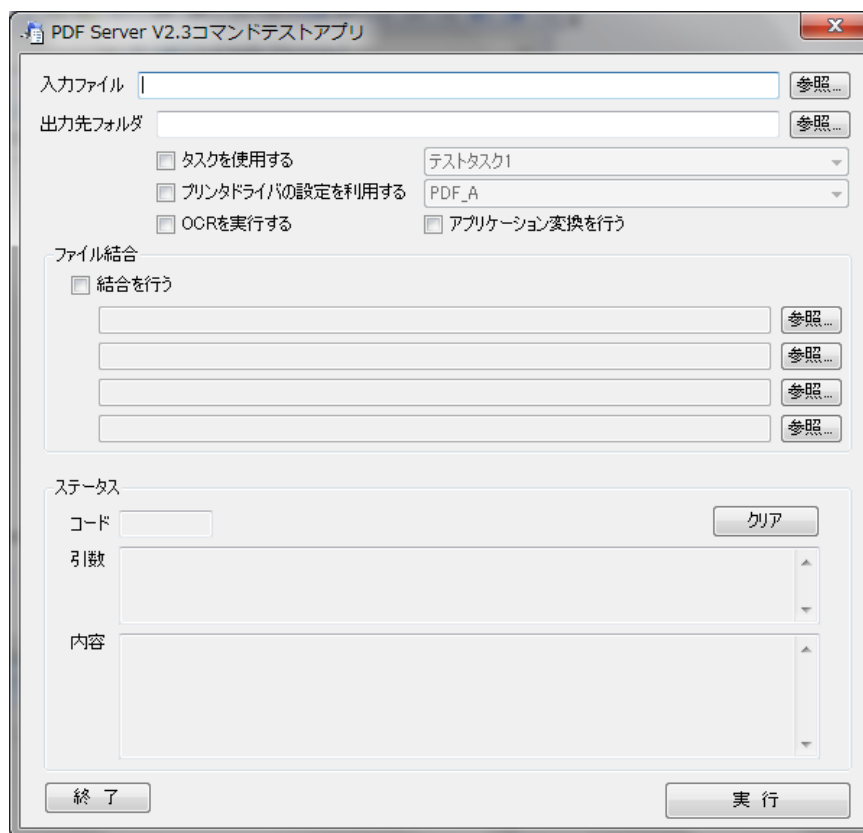 PDF Server V2.3コマンドテストアプリ
入力ファイル 参照...
出力先フォルダ 参照...
タスクを使用する テストタスク1
プリンタドライバの設定を利用する PDF_A
OCRを実行する アプリケーション変換を行う
ファイル結合
結合を行う
参照...
参照...
参照...
参照...
ステータス
コード クリア
引数
内容
終 了 実 行